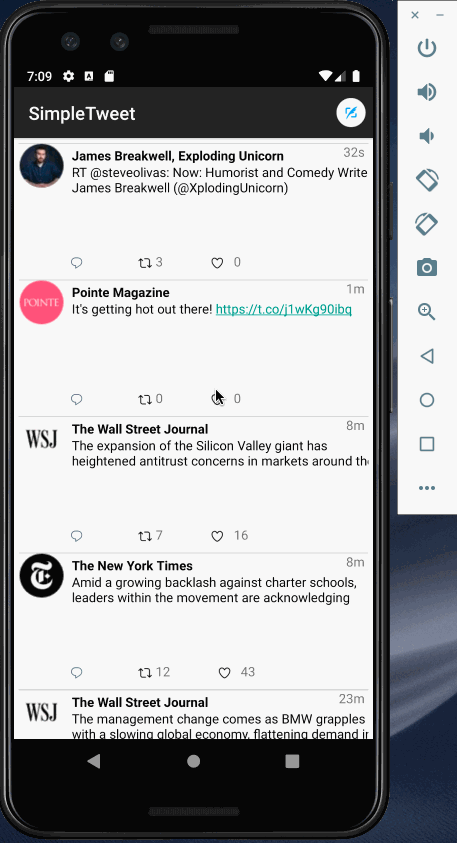 7:09
SimpleTweet
James Breakwell, Exploding Unicorn 32s
RT @steveolivas: Now: Humorist and Comedy Write
James Breakwell (@XplodingUnicorn)
3 0
POINTE
Pointe Magazine 1m
It's getting hot out there! https://t.co/j1wKg90ibq
0 0
WSJ
The Wall Street Journal 8m
The expansion of the Silicon Valley giant has
heightened antitrust concerns in markets around the
7 16
The New York Times 8m
Amid a growing backlash against charter schools,
leaders within the movement are acknowledging
12 43
WSJ
The Wall Street Journal 23m
The management change comes as BMW grapples
with a slowing global economy, flattening demand in